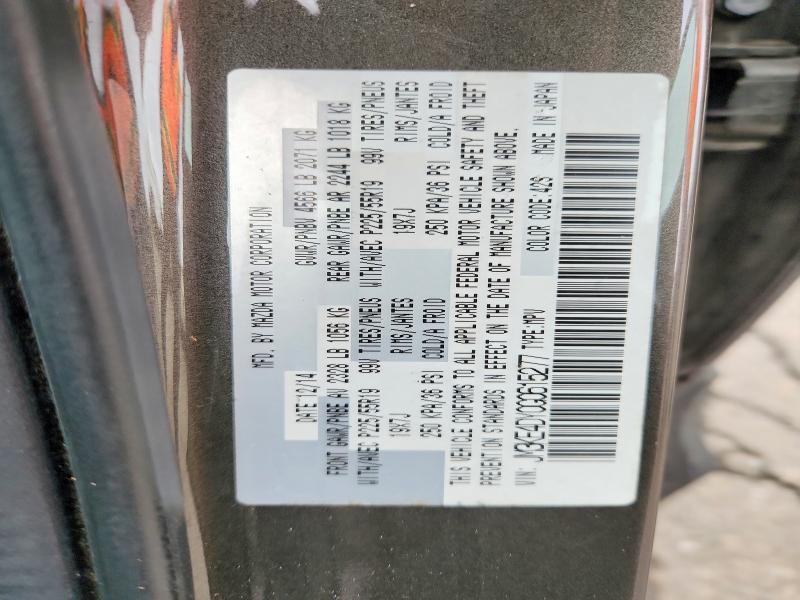 MFD. BY MAZDA MOTOR CORPORATION
DATE:12/14 GVWR/PNBV 4566 LB 2071 KG
FRONT GAWR/PNBE AV 2328 LB 1056 KG REAR GAWR/PNBE AR 2244 LB 1018 KG
WITH/AVEC P225/55R19 99V TIRES/PNEUS WITH/AVEC P225/55R19 99V TIRES/PNEUS
19X7J RIMS/JANTES 19X7J RIMS/JANTES
250 KPA/36 PSI COLD/A FROID 250 KPA/36 PSI COLD/A FROID
THIS VEHICLE CONFORMS TO ALL APPLICABLE FEDERAL MOTOR VEHICLE SAFETY AND THEFT
PREVENTION STANDARDS IN EFFECT ON THE DATE OF MANUFACTURE SHOWN ABOVE.
VIN: JM3KE4DY0G0615277 TYPE:MPV COLOR CODE:42S MADE IN JAPAN